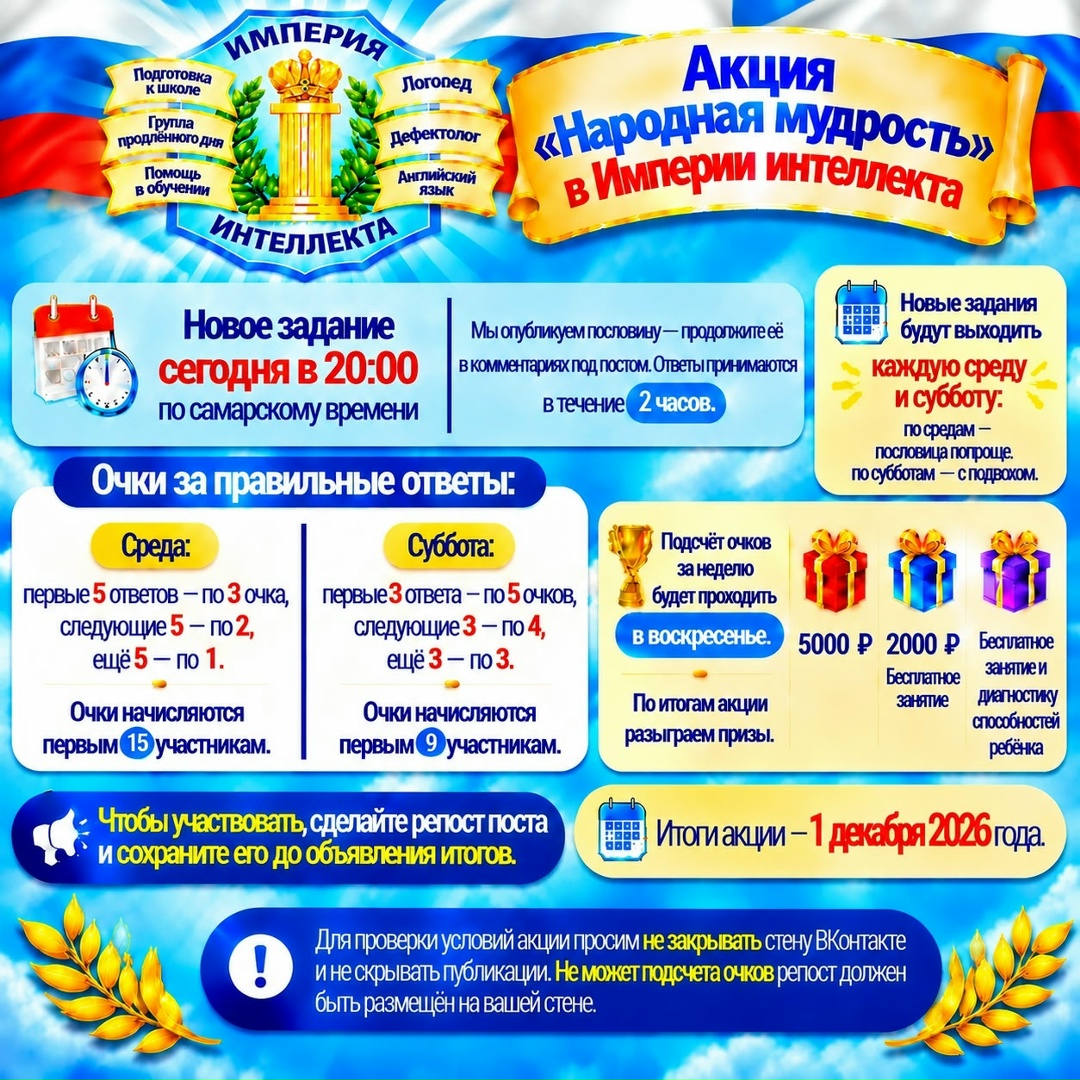 ИМПЕРИЯ
Подготовка
к школе
Группа
продлённого дня
Помощь
в обучении
Логопед
Дефектолог
Английский
язык
ИНТЕЛЛЕКТА
Акция
«Народная мудрость»
в Империи интеллекта
Новое задание
сегодня в 20:00
по самарскому времени
Мы опубликуем пословину — продолжите её
в комментариях под постом. Ответы принимаются
в течение 2 часов.
Новые задания
будут выходить
каждую среду
и субботу:
по средам —
пословица попроще.
по субботам — с подвохом.
Очки за правильные ответы:
Среда:
первые 5 ответов — по 3 очка,
следующие 5 — по 2,
ещё 5 — по 1.
Очки начисляются
первым 15 участникам.
Суббота:
первые 3 ответа — по 5 очков,
следующие 3 — по 4,
ещё 3 — по 3.
Очки начисляются
первым 9 участникам.
Подсчёт очков
за неделю
будет проходить
в воскресенье.
По итогам акции
разыграем призы.
5000 ₽
2000 ₽
Бесплатное
занятие
Бесплатное
занятие и
диагностику
способностей
ребёнка
Чтобы участвовать, сделайте репост поста
и сохраните его до объявления итогов.
Итоги акции – 1 декабря 2026 года.
Для проверки условий акции просим не закрывать стену ВКонтакте
и не скрывать публикации. Не может подсчета очков репост должен
быть размещён на вашей стене.